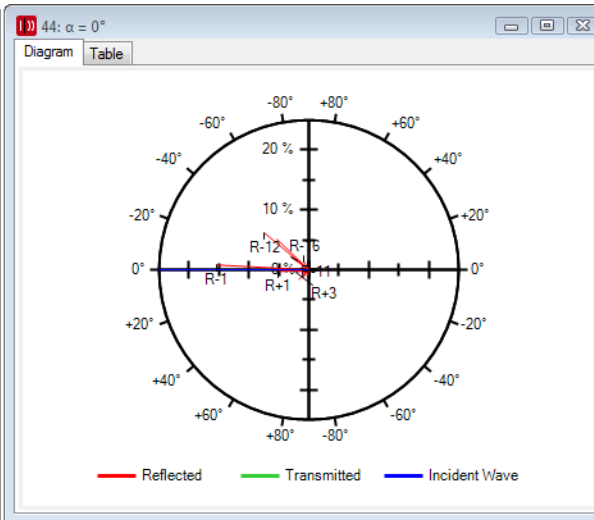 44: α = 0°
Diagram Table
-80° +80°
-60° +60°
20 %
-40° +40°
-20° 10 % +20°
R-12 R-16
0° 0 % 0°
R-1 R+1 R+3
+20° -20°
+40° -40°
+60° -60°
+80° -80°
Reflected Transmitted Incident Wave